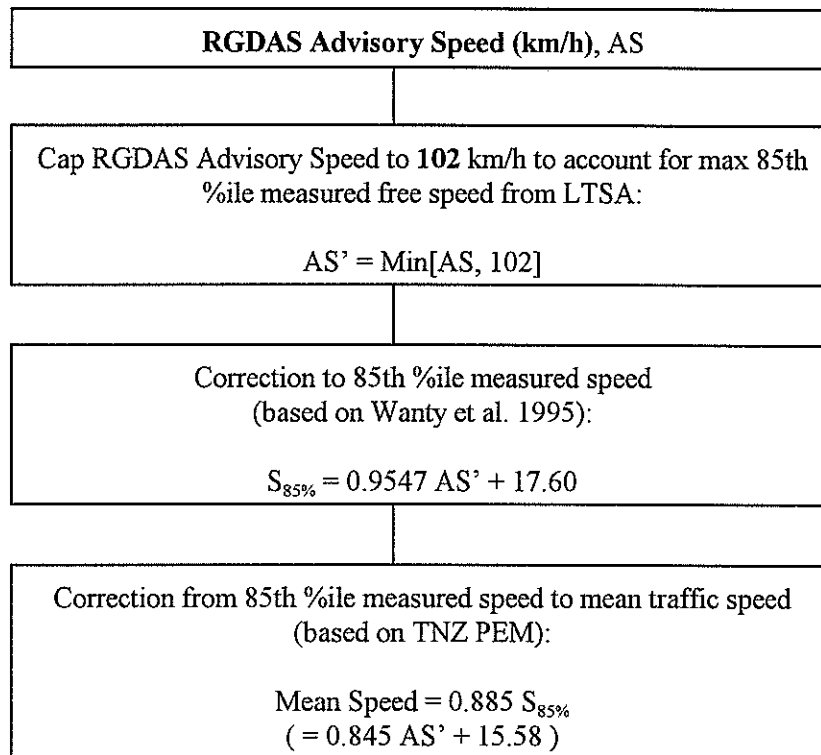 RGDAS Advisory Speed (km/h), AS
Cap RGDAS Advisory Speed to 102 km/h to account for max 85th
%ile measured free speed from LTSA:
AS’ = Min[AS, 102]
Correction to 85th %ile measured speed
(based on Wanty et al. 1995):
S85% = 0.9547 AS’ + 17.60
Correction from 85th %ile measured speed to mean traffic speed
(based on TNZ PEM):
Mean Speed = 0.885 S85%
( = 0.845 AS’ + 15.58 )